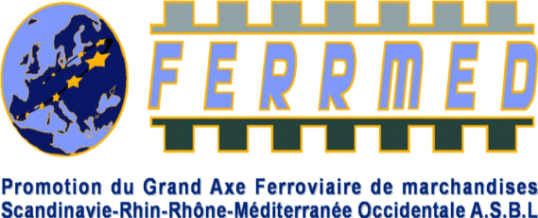 FERRMED
Promotion du Grand Axe Ferroviaire de marchandises
Scandinavie-Rhin-Rhône-Méditerranée Occidentale A.S.B.L